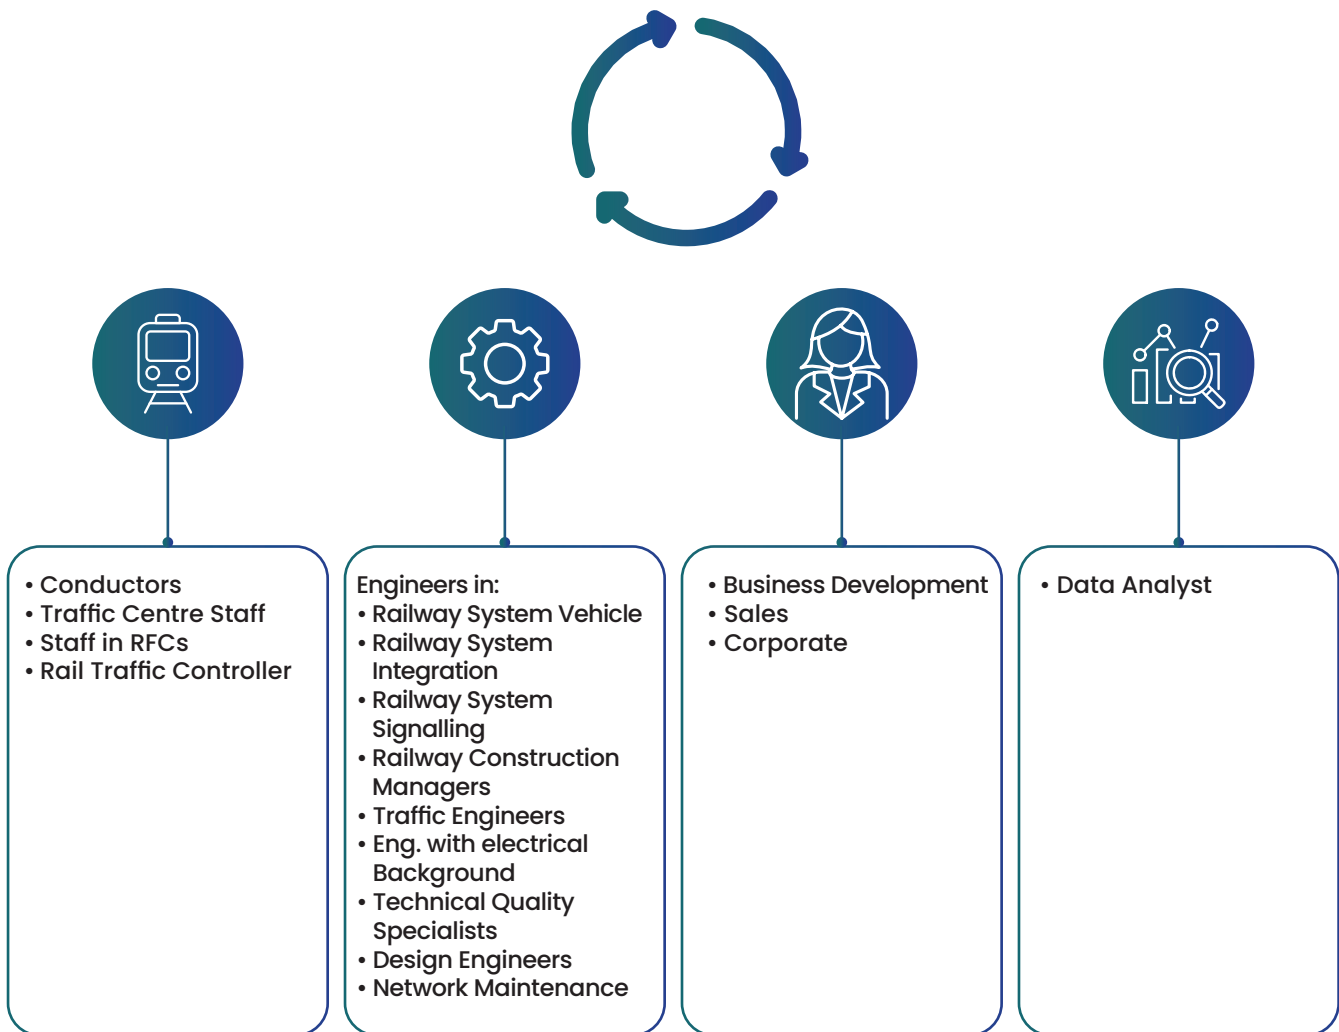 • Conductors
• Traffic Centre Staff
• Staff in RFCs
• Rail Traffic Controller
Engineers in:
• Railway System Vehicle
• Railway System
Integration
• Railway System
Signalling
• Railway Construction
Managers
• Traffic Engineers
• Eng. with electrical
Background
• Technical Quality
Specialists
• Design Engineers
• Network Maintenance
• Business Development
• Sales
• Corporate
• Data Analyst